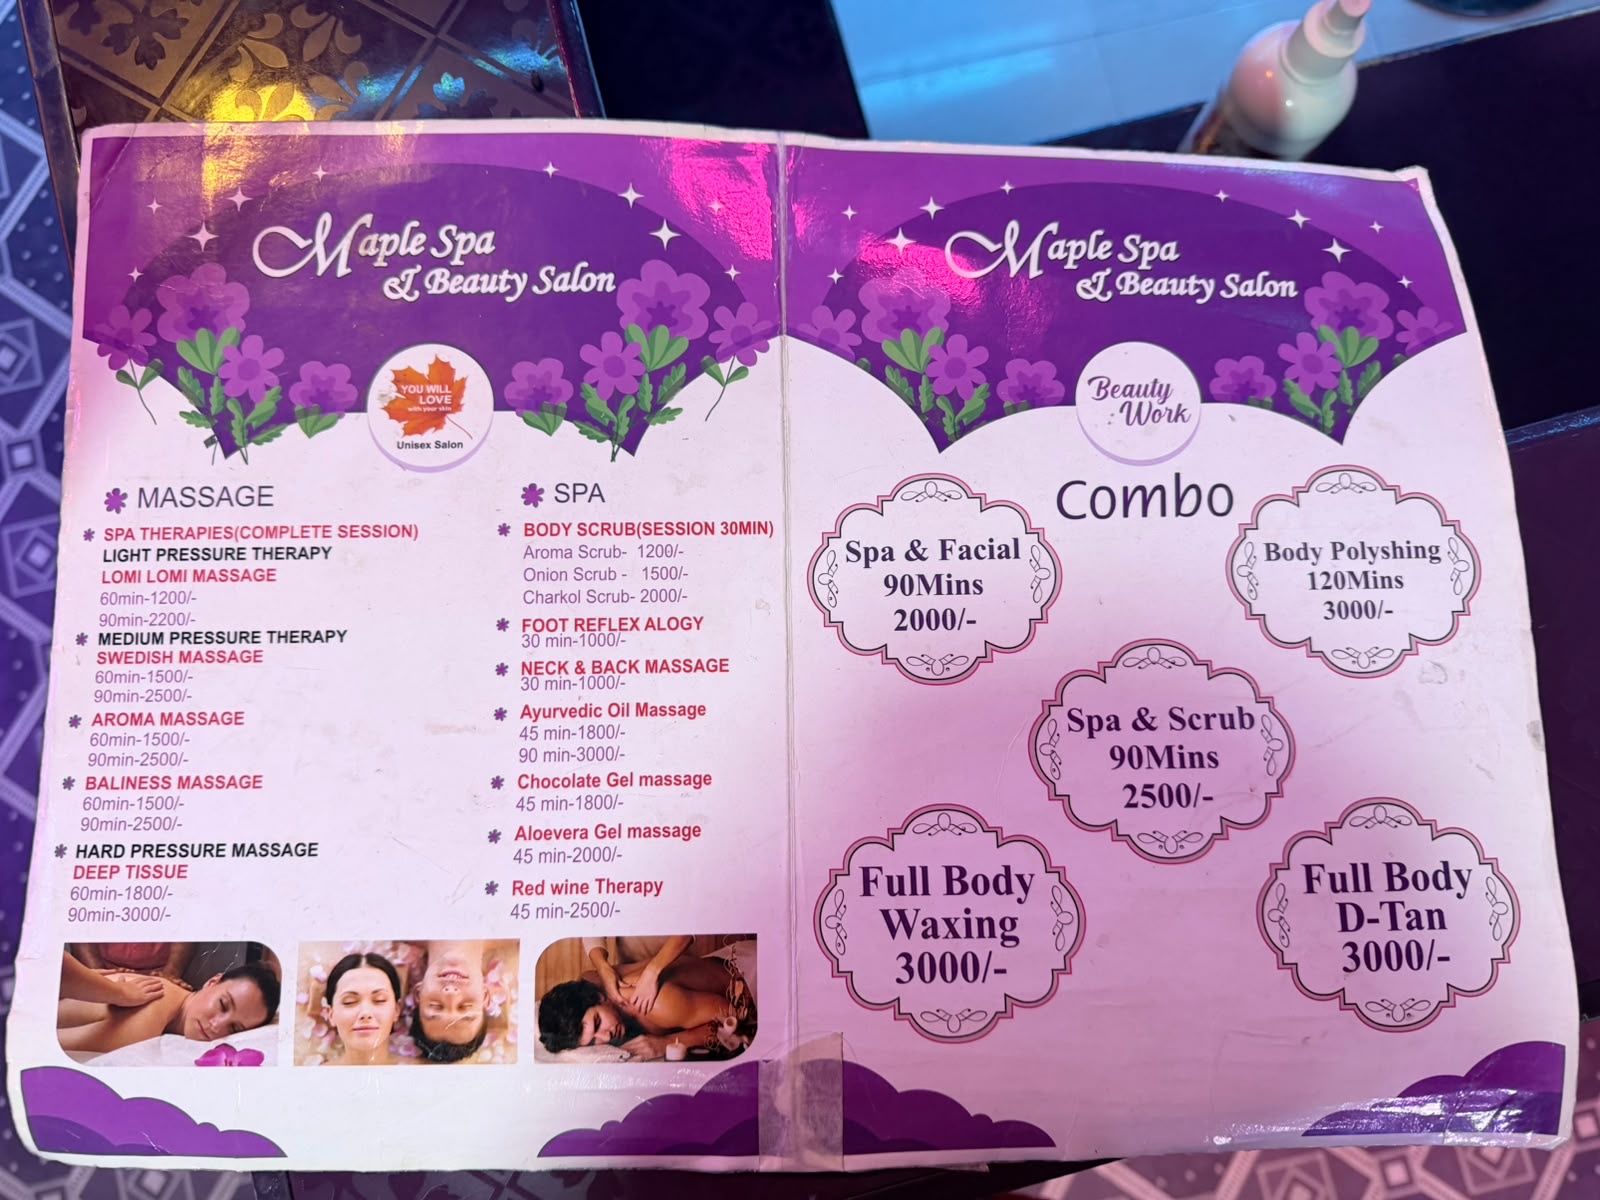 Maple Spa
& Beauty Salon
YOU WILL
LOVE
with your skin
Unisex Salon
MASSAGE
SPA THERAPIES(COMPLETE SESSION)
LIGHT PRESSURE THERAPY
LOMI LOMI MASSAGE
60min-1200/-
90min-2200/-
MEDIUM PRESSURE THERAPY
SWEDISH MASSAGE
60min-1500/-
90min-2500/-
AROMA MASSAGE
60min-1500/-
90min-2500/-
BALINESS MASSAGE
60min-1500/-
90min-2500/-
HARD PRESSURE MASSAGE
DEEP TISSUE
60min-1800/-
90min-3000/-
SPA
BODY SCRUB(SESSION 30MIN)
Aroma Scrub- 1200/-
Onion Scrub - 1500/-
Charkol Scrub- 2000/-
FOOT REFLEX ALOGY
30 min-1000/-
NECK & BACK MASSAGE
30 min-1000/-
Ayurvedic Oil Massage
45 min-1800/-
90 min-3000/-
Chocolate Gel massage
45 min-1800/-
Aloevera Gel massage
45 min-2000/-
Red wine Therapy
45 min-2500/-
Maple Spa
& Beauty Salon
Beauty
Work
Combo
Spa & Facial
90Mins
2000/-
Body Polyshing
120Mins
3000/-
Spa & Scrub
90Mins
2500/-
Full Body
Waxing
3000/-
Full Body
D-Tan
3000/-